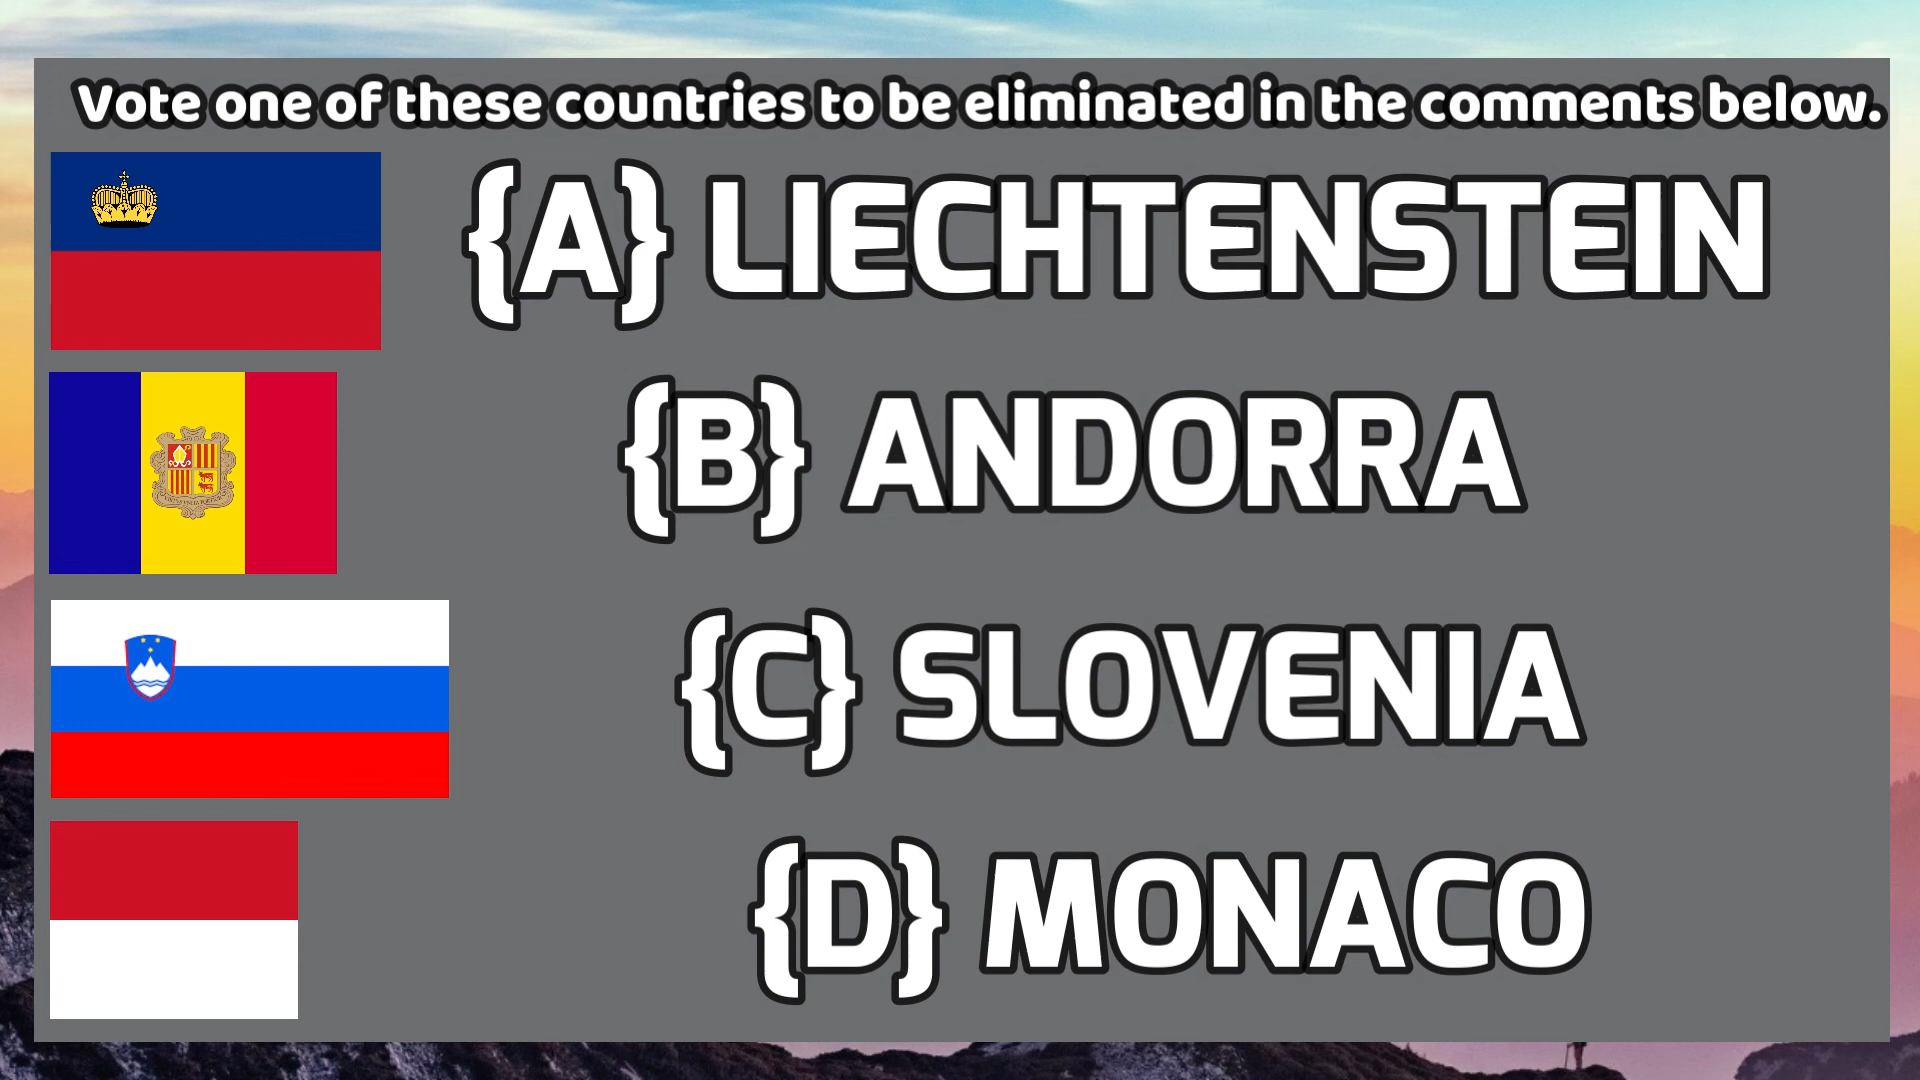 Vote one of these countries to be eliminated in the comments below.
{A} LIECHTENSTEIN
{B} ANDORRA
{C} SLOVENIA
{D} MONACO